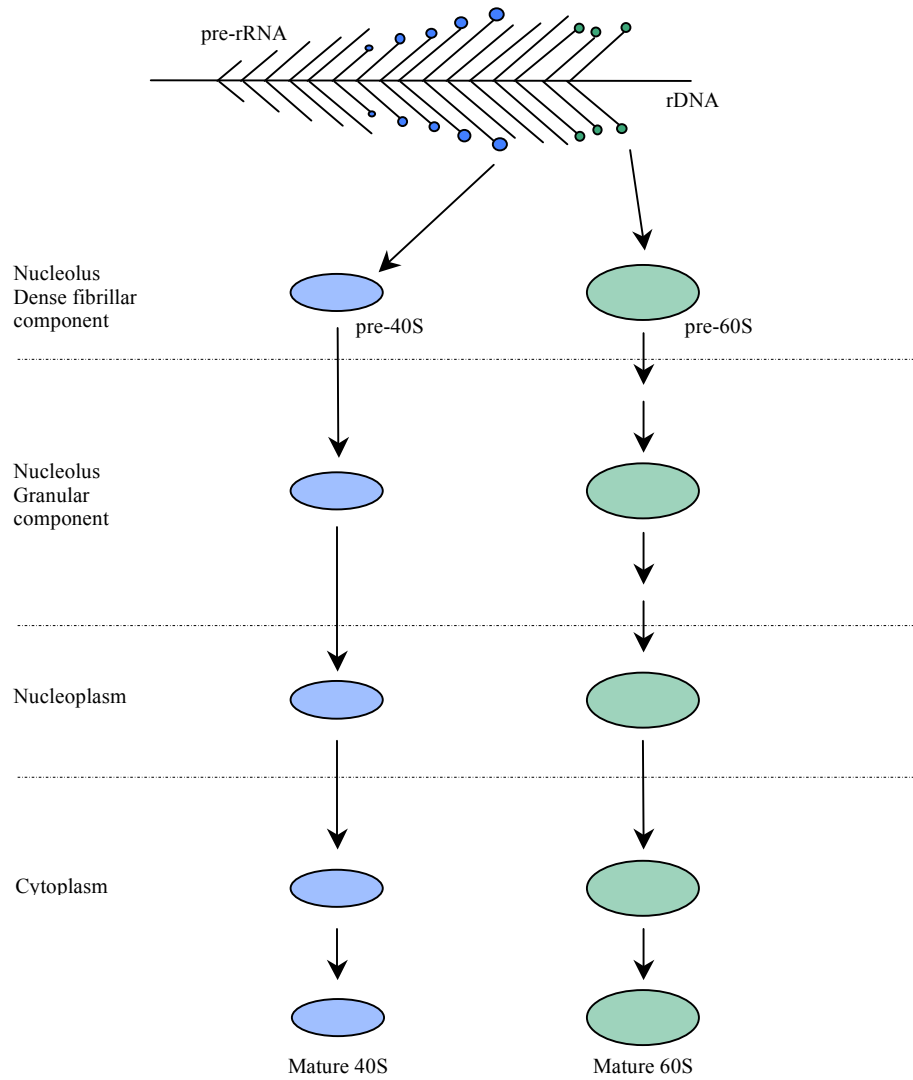 pre-rRNA
rDNA
Nucleolus
Dense fibrillar
component
pre-40S
pre-60S
Nucleolus
Granular
component
Nucleoplasm
Cytoplasm
Mature 40S
Mature 60S